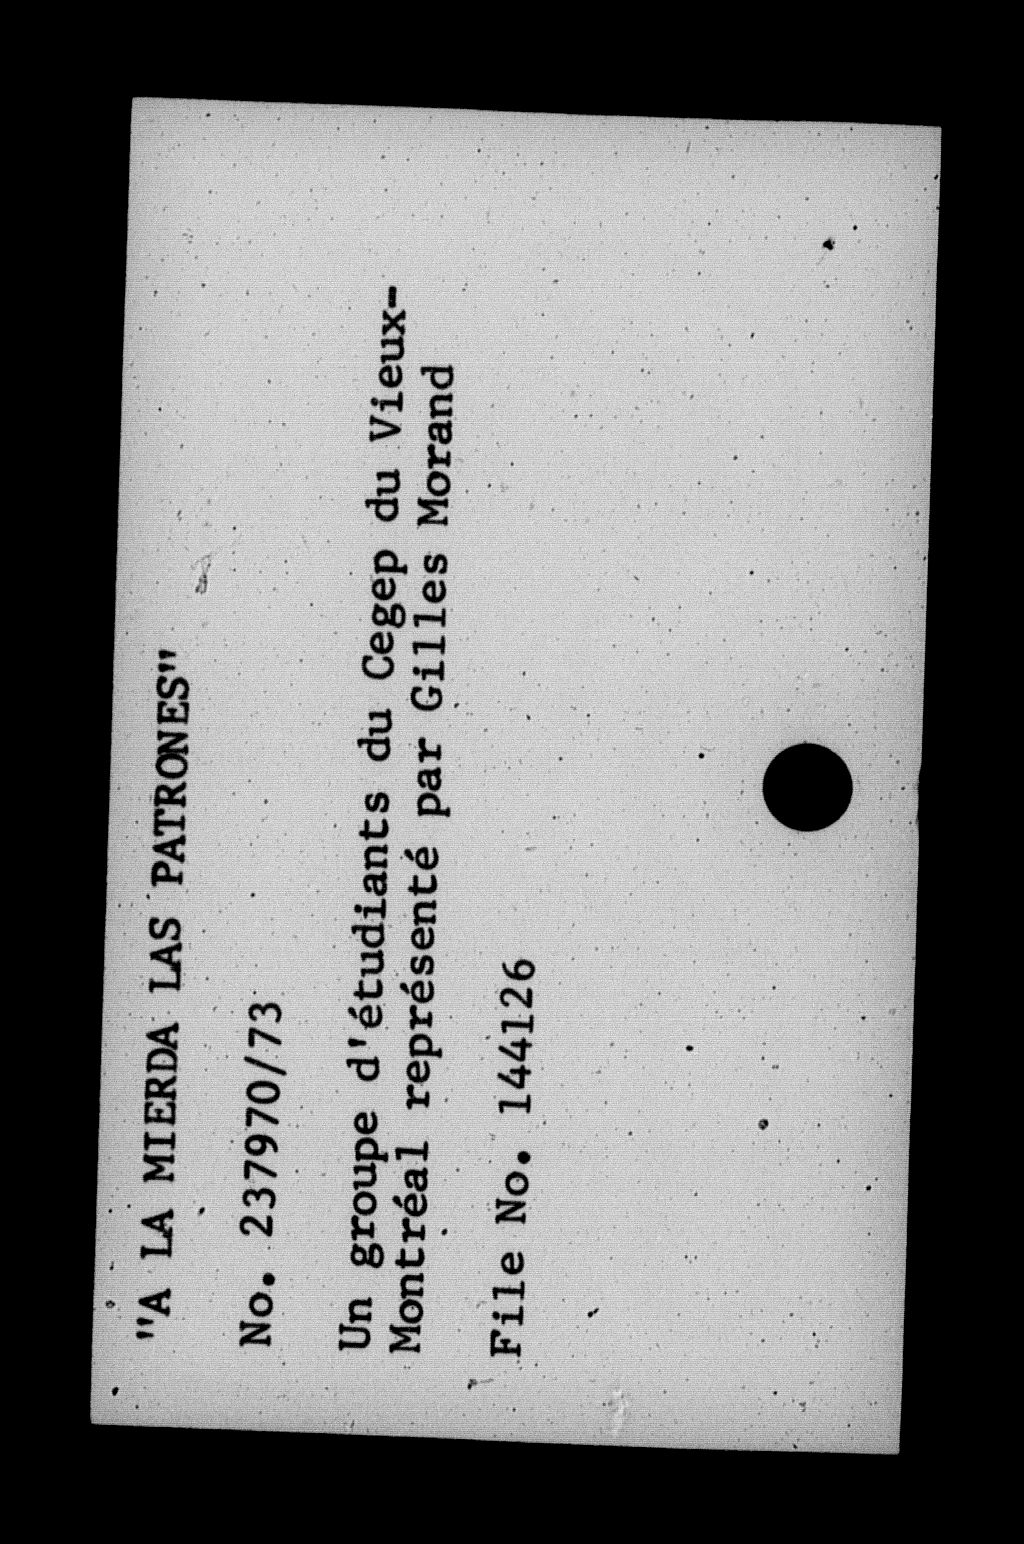 "A LA MIERDA LAS PATRONES"
No. 237970/73
Un groupe d'étudiants du Cegep du Vieux-
Montréal représenté par Gilles Morand
File No. 144126